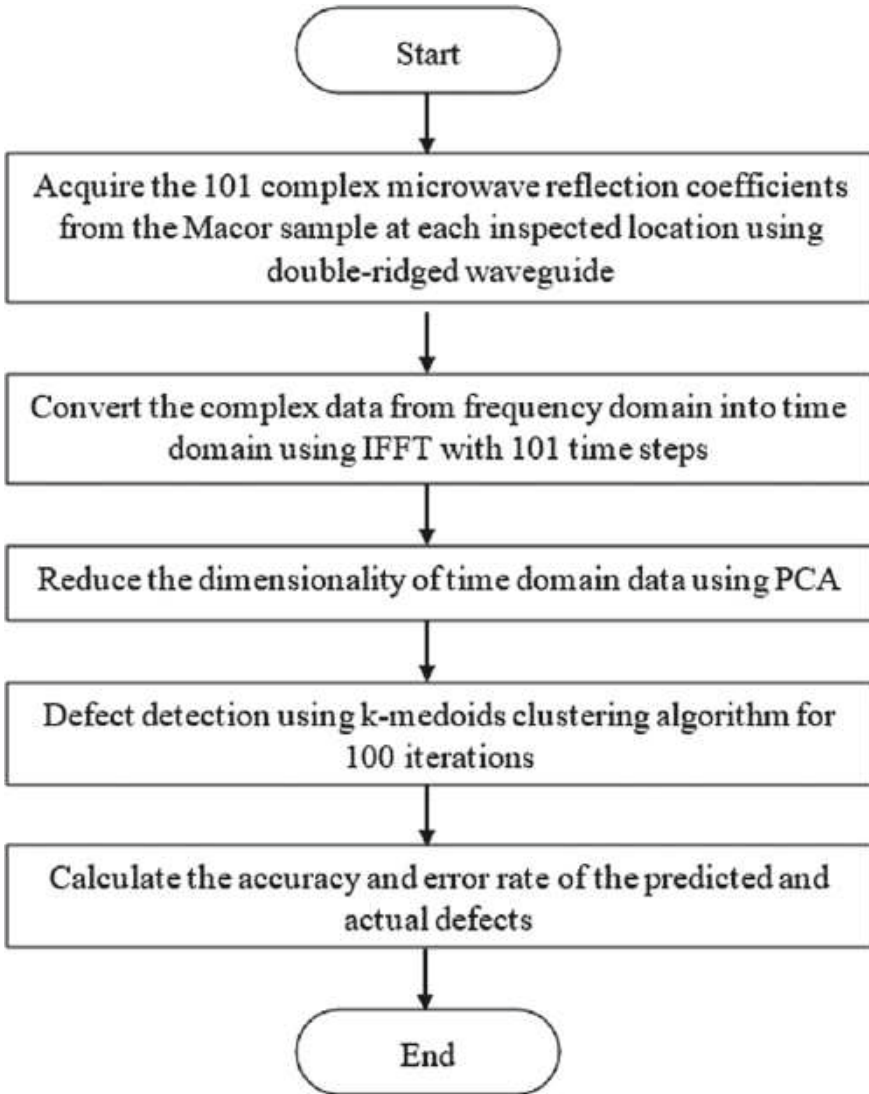 Start
Acquire the 101 complex microwave reflection coefficients
from the Macor sample at each inspected location using
double-ridged waveguide
Convert the complex data from frequency domain into time
domain using IFFT with 101 time steps
Reduce the dimensionality of time domain data using PCA
Defect detection using k-medoids clustering algorithm for
100 iterations
Calculate the accuracy and error rate of the predicted and
actual defects
End